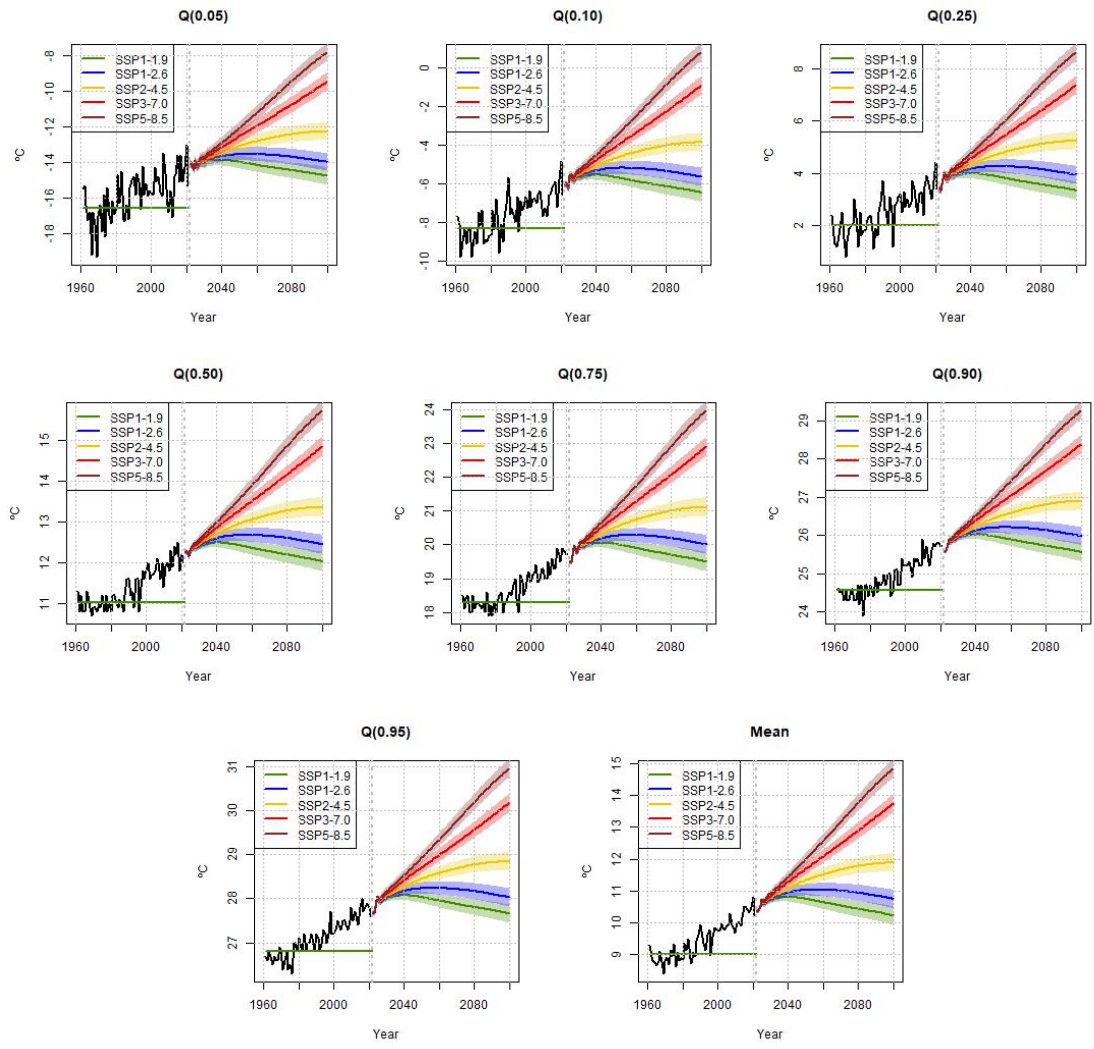 Q(0.05)
Q(0.10)
Q(0.25)
SSP1-1.9
SSP1-2.6
SSP2-4.5
SSP3-7.0
SSP5-8.5
-8
-10
-12
-14
-16
-18
ºC
1960 2000 2040 2080
Year
SSP1-1.9
SSP1-2.6
SSP2-4.5
SSP3-7.0
SSP5-8.5
0
-2
-4
-6
-8
-10
ºC
1960 2000 2040 2080
Year
SSP1-1.9
SSP1-2.6
SSP2-4.5
SSP3-7.0
SSP5-8.5
8
6
4
2
ºC
1960 2000 2040 2080
Year
Q(0.50)
Q(0.75)
Q(0.90)
SSP1-1.9
SSP1-2.6
SSP2-4.5
SSP3-7.0
SSP5-8.5
15
14
13
12
11
ºC
1960 2000 2040 2080
Year
SSP1-1.9
SSP1-2.6
SSP2-4.5
SSP3-7.0
SSP5-8.5
24
23
22
21
20
19
18
ºC
1960 2000 2040 2080
Year
SSP1-1.9
SSP1-2.6
SSP2-4.5
SSP3-7.0
SSP5-8.5
29
28
27
26
25
24
ºC
1960 2000 2040 2080
Year
Q(0.95)
Mean
SSP1-1.9
SSP1-2.6
SSP2-4.5
SSP3-7.0
SSP5-8.5
31
30
29
28
27
ºC
1960 2000 2040 2080
Year
SSP1-1.9
SSP1-2.6
SSP2-4.5
SSP3-7.0
SSP5-8.5
15
14
13
12
11
10
9
ºC
1960 2000 2040 2080
Year